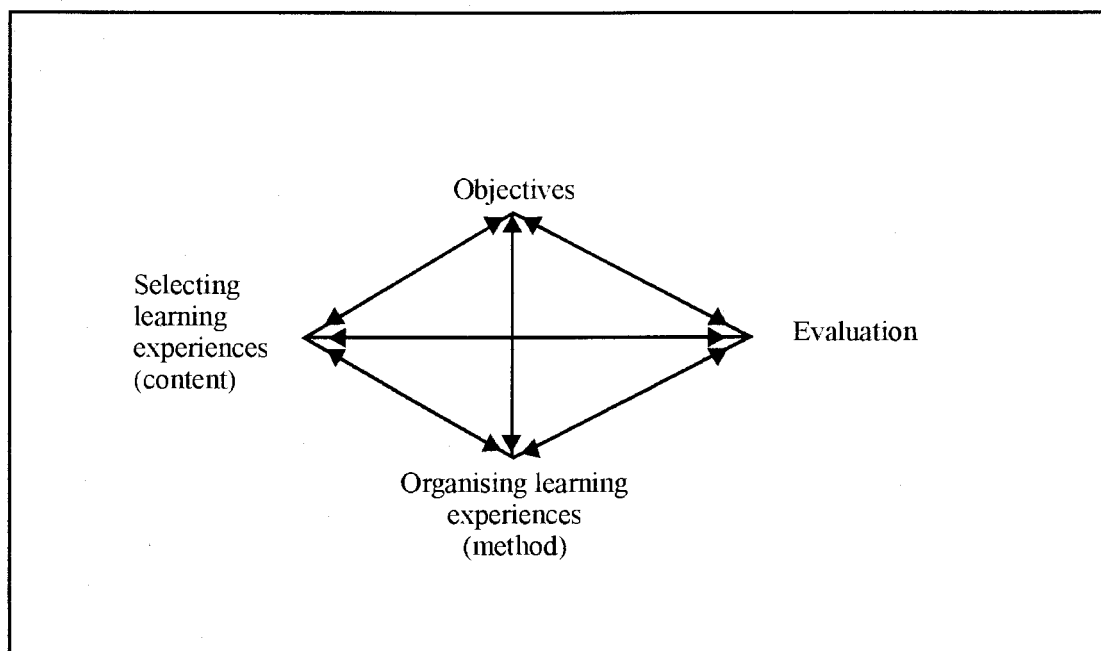 Objectives
Selecting
learning
experiences
(content)
Evaluation
Organising learning
experiences
(method)